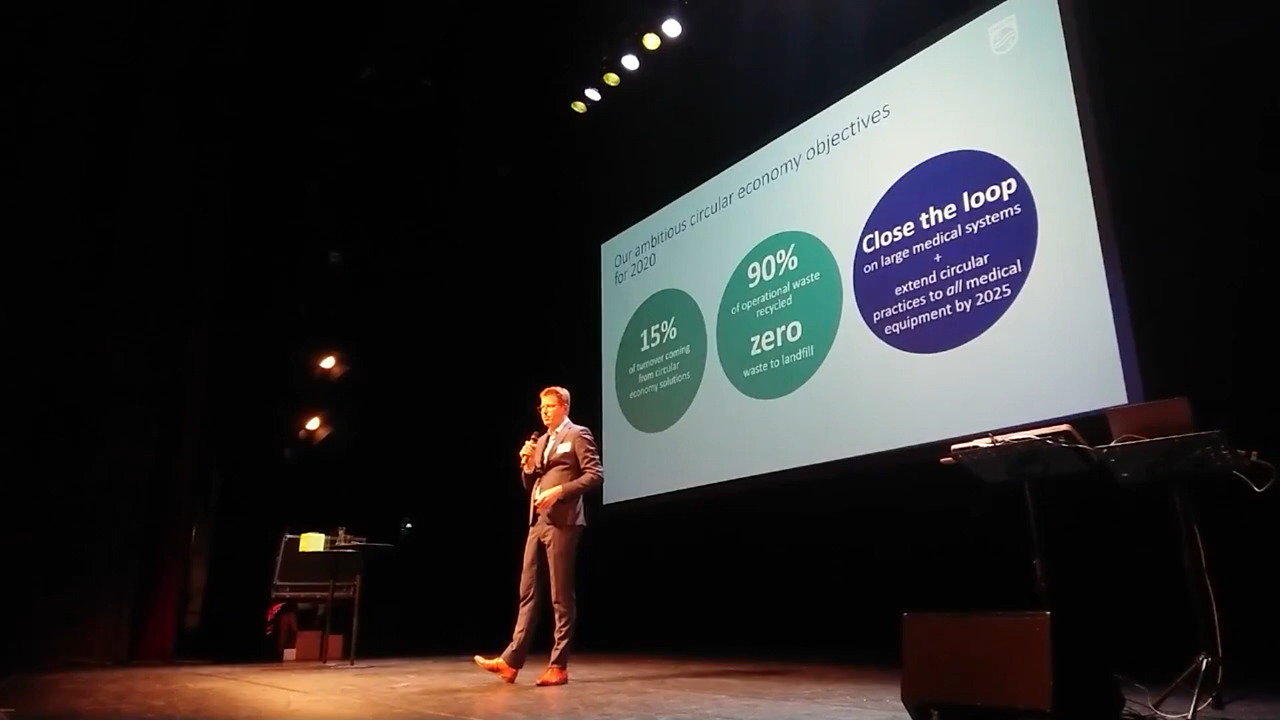 Our ambitious circular economy objectives
for 2020
15%
of turnover coming
from circular
economy solutions
90%
of operational waste
recycled
zero
waste to landfill
Close the loop
on large medical systems
+
extend circular
practices to all medical
equipment by 2025